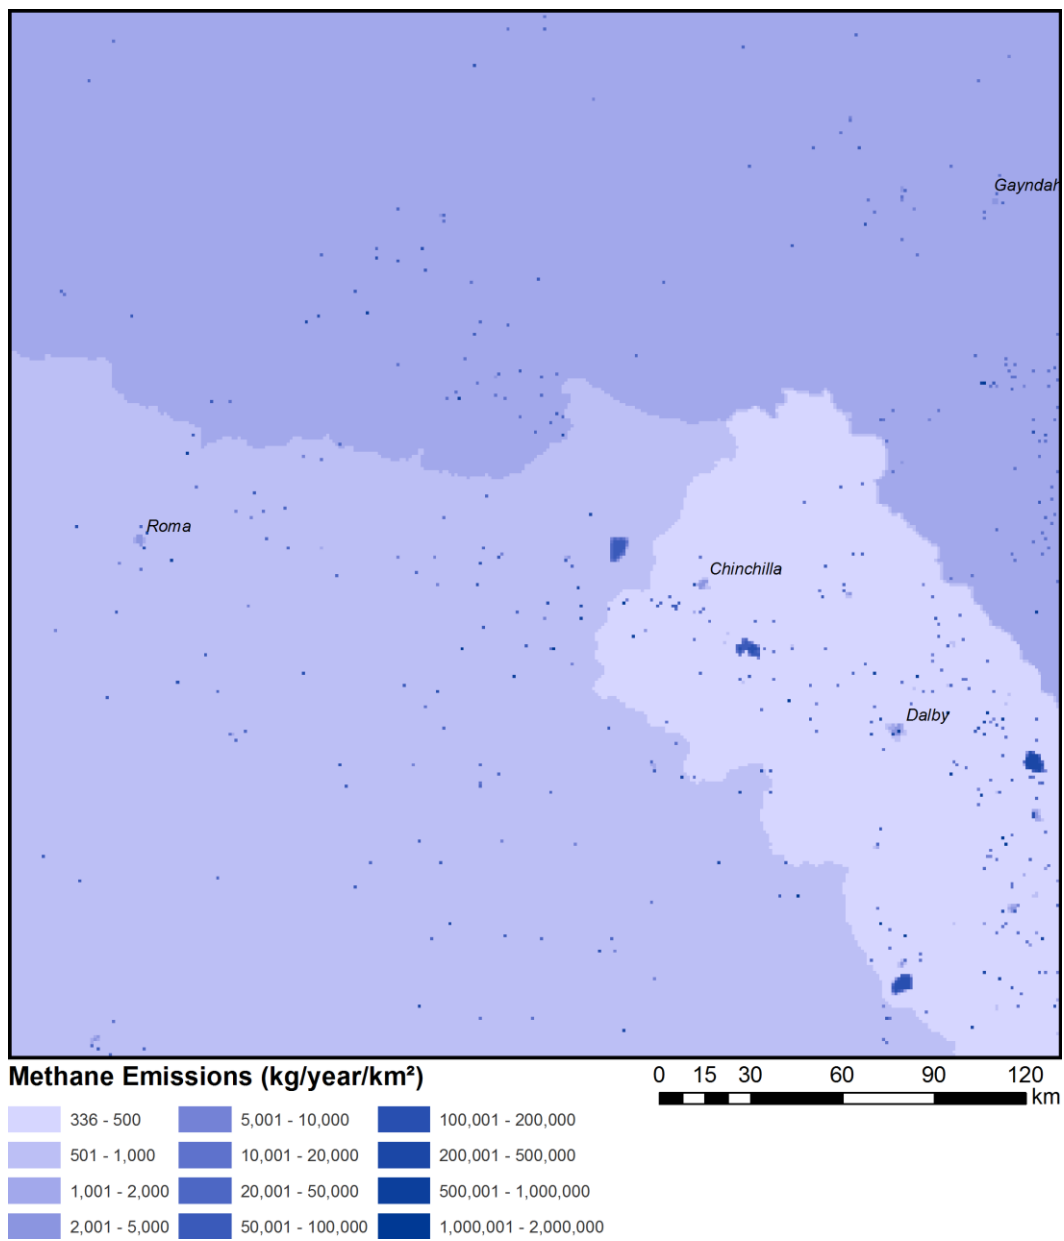 Gayndah
Roma
Chinchilla
Dalby
Methane Emissions (kg/year/km²)
0 15 30 60 90 120
km
336 - 500 5,001 - 10,000 100,001 - 200,000
501 - 1,000 10,001 - 20,000 200,001 - 500,000
1,001 - 2,000 20,001 - 50,000 500,001 - 1,000,000
2,001 - 5,000 50,001 - 100,000 1,000,001 - 2,000,000